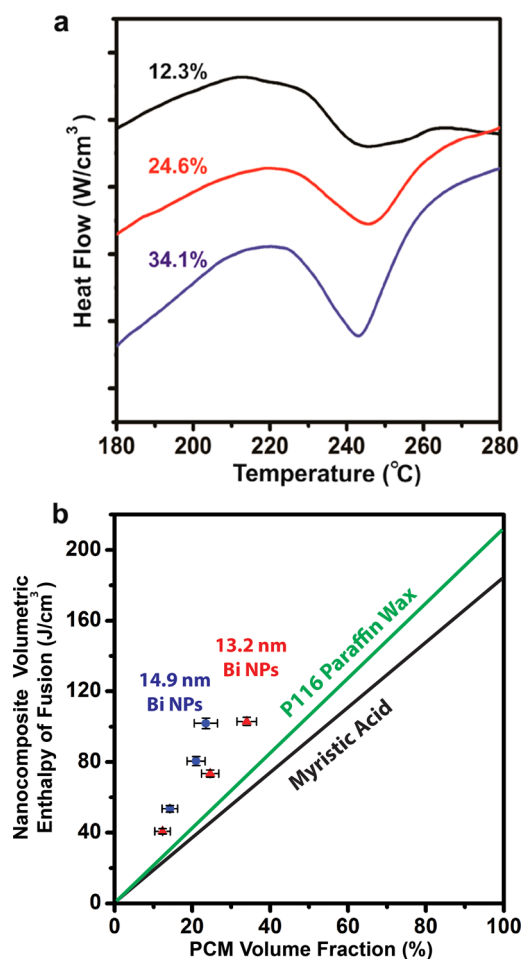 a
12.3%
24.6%
34.1%
Heat Flow (W/cm³)
180 200 220 240 260 280
Temperature (°C)
b
220
180
160
120
80
40
0
Nanocomposite Volumetric
Enthalpy of Fusion (J/cm³)
14.9 nm
Bi NPs
13.2 nm
Bi NPs
P116 Paraffin Wax
Myristic Acid
0 20 40 60 80 100
PCM Volume Fraction (%)